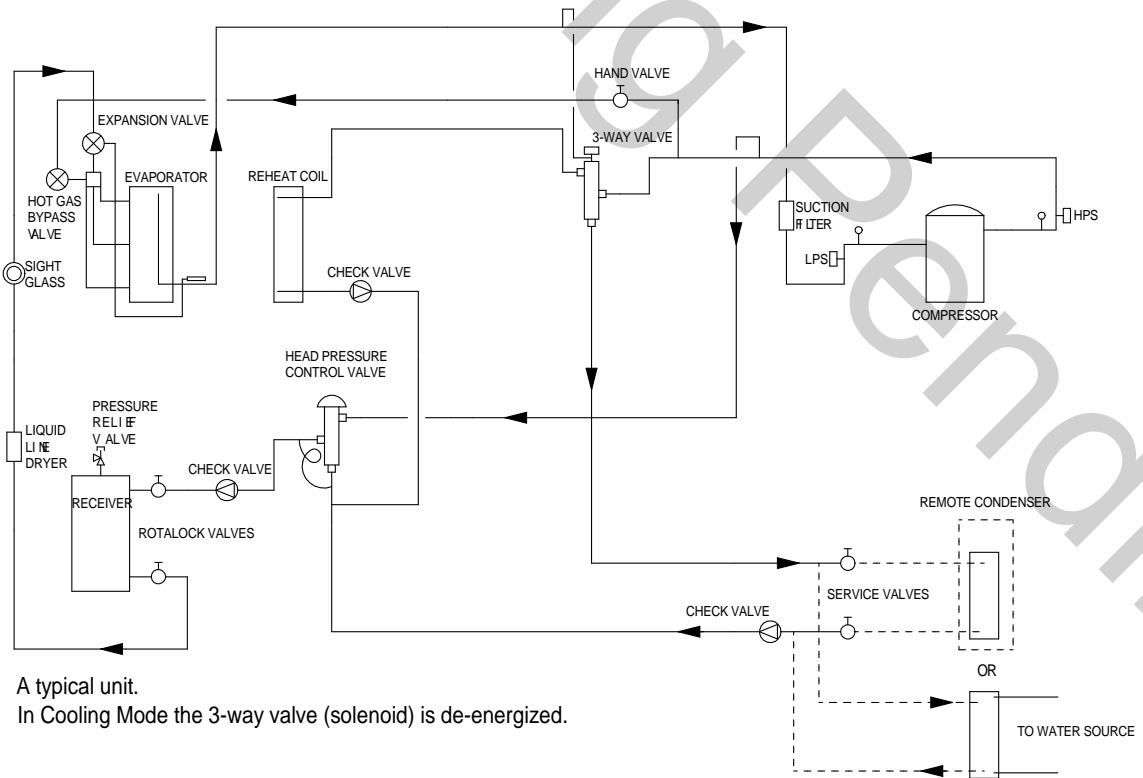 HAND VALVE
EXPANSION VALVE
3-WAY VALVE
EVAPORATOR
REHEAT COIL
HOT GAS
BYPASS
VALVE
SUCTION
FILTER
HPS
LPS
SIGHT
GLASS
CHECK VALVE
COMPRESSOR
HEAD PRESSURE
CONTROL VALVE
PRESSURE
RELIEF
VALVE
LIQUID
LINE
DRYER
CHECK VALVE
RECEIVER
ROTALOCK VALVES
REMOTE CONDENSER
SERVICE VALVES
CHECK VALVE
OR
TO WATER SOURCE
A typical unit.
In Cooling Mode the 3-way valve (solenoid) is de-energized.
ng Pendi